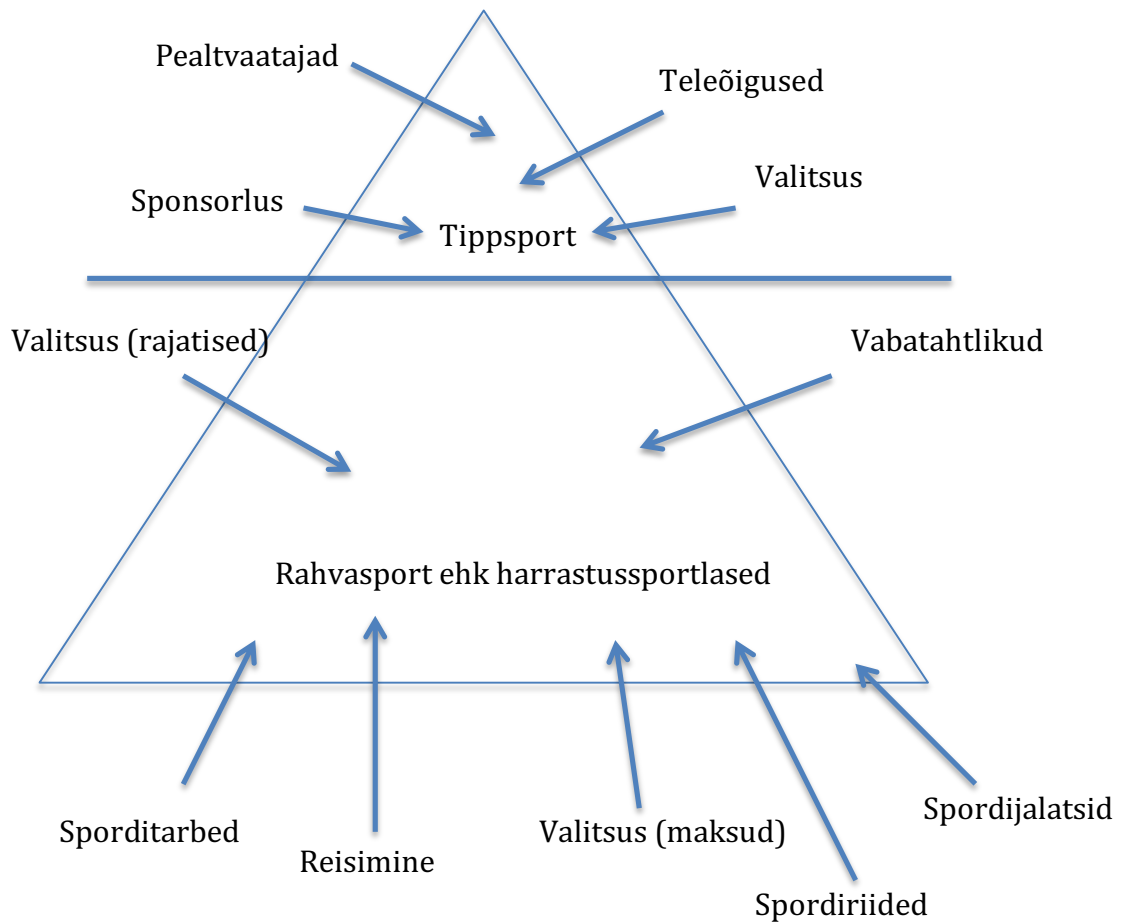 Pealtvaatajad
Teleõigused
Valitsus
Sponsorlus
Tippsport
Valitsus (rajatised)
Vabatahtlikud
Rahvasport ehk harrastussportlased
Sporditarbed
Reisimine
Valitsus (maksud)
Spordijalatsid
Spordiriided